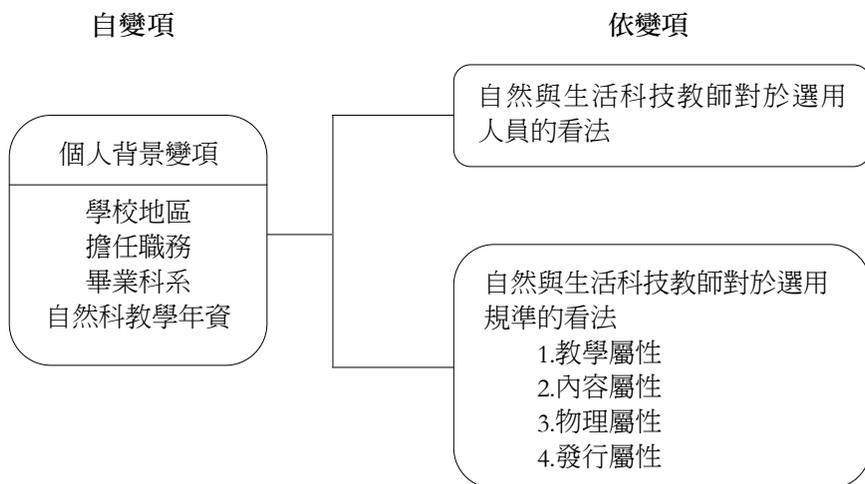 自變項
依變項
個人背景變項
學校地區
擔任職務
畢業科系
自然科教學年資
自然與生活科技教師對於選用
人員的看法
自然與生活科技教師對於選用
規準的看法
1.教學屬性
2.內容屬性
3.物理屬性
4.發行屬性